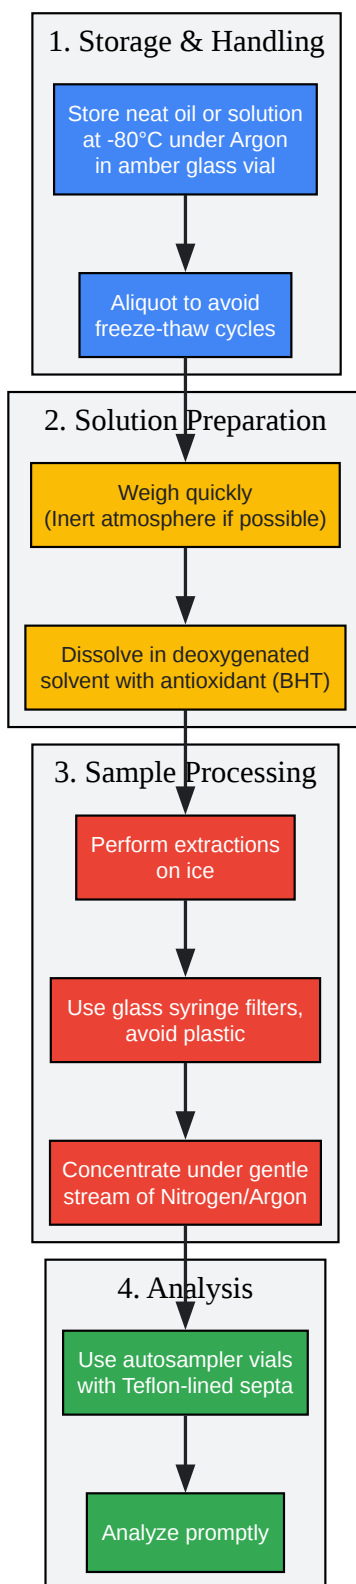 1. Storage & Handling
Store neat oil or solution
at -80°C under Argon
in amber glass vial
Aliquot to avoid
freeze-thaw cycles
2. Solution Preparation
Weigh quickly
(Inert atmosphere if possible)
Dissolve in deoxygenated
solvent with antioxidant (BHT)
3. Sample Processing
Perform extractions
on ice
Use glass syringe filters,
avoid plastic
Concentrate under gentle
stream of Nitrogen/Argon
4. Analysis
Use autosampler vials
with Teflon-lined septa
Analyze promptly